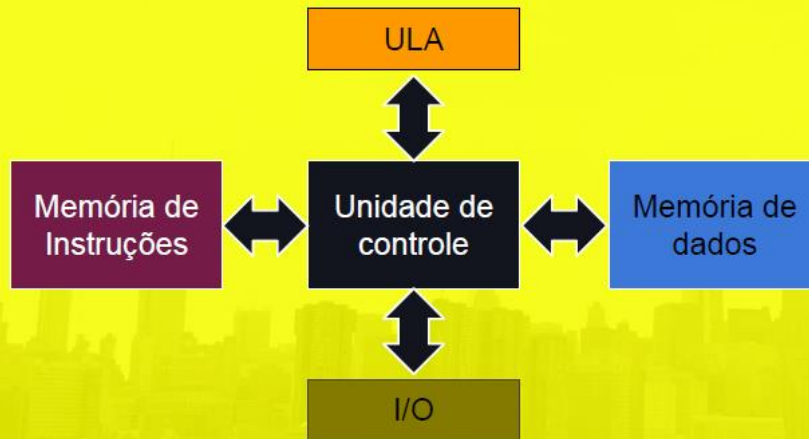 ULA
Memória de
Instruções
Unidade de
controle
Memória de
dados
I/O